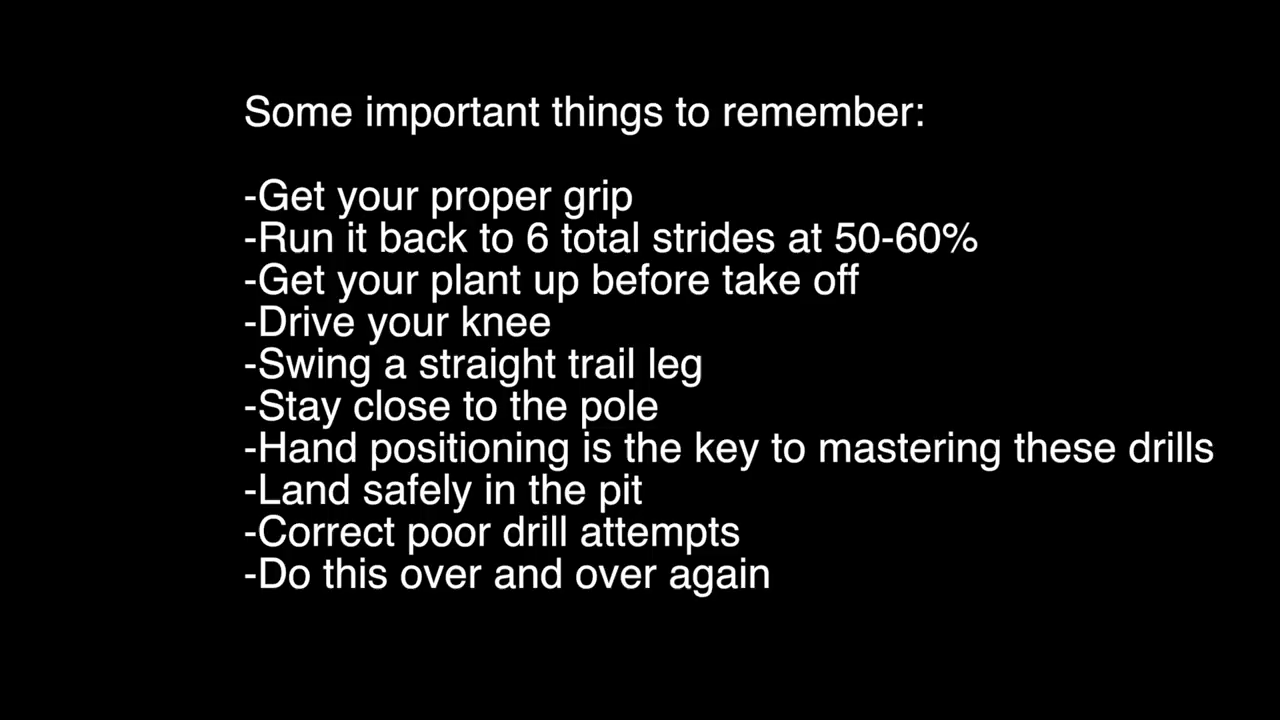 Some important things to remember:
-Get your proper grip
-Run it back to 6 total strides at 50-60%
-Get your plant up before take off
-Drive your knee
-Swing a straight trail leg
-Stay close to the pole
-Hand positioning is the key to mastering these drills
-Land safely in the pit
-Correct poor drill attempts
-Do this over and over again